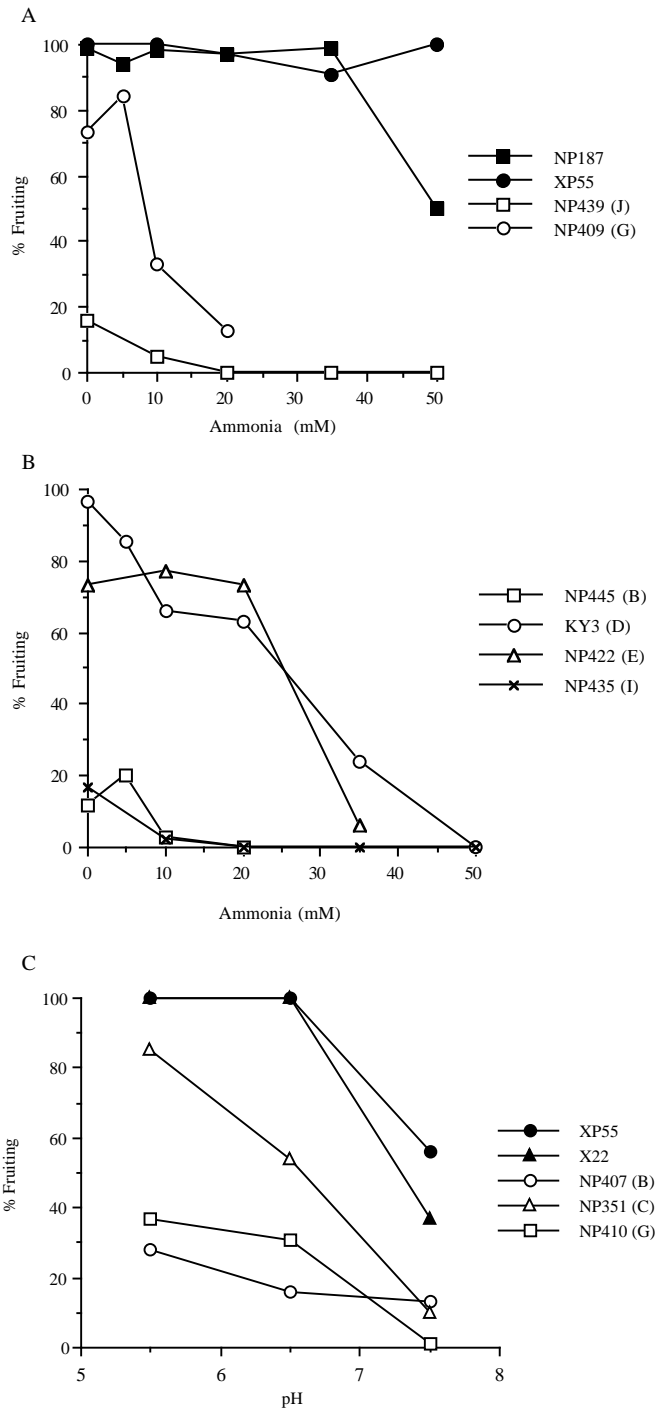 A
100
80
60
40
20
0
% Fruiting
0 10 20 30 40 50
Ammonia (mM)
NP187
XP55
NP439 (J)
NP409 (G)
B
100
80
60
40
20
0
% Fruiting
0 10 20 30 40 50
Ammonia (mM)
NP445 (B)
KY3 (D)
NP422 (E)
NP435 (I)
C
100
80
60
40
20
0
% Fruiting
5 6 7 8
pH
XP55
X22
NP407 (B)
NP351 (C)
NP410 (G)